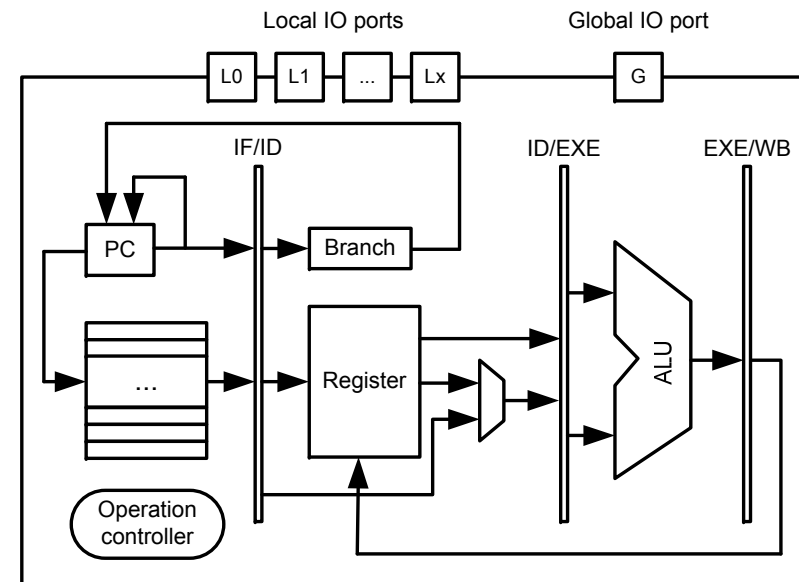 Local IO ports
Global IO port
L0
L1
...
Lx
G
IF/ID
ID/EXE
EXE/WB
PC
Branch
...
Register
ALU
Operation
controller